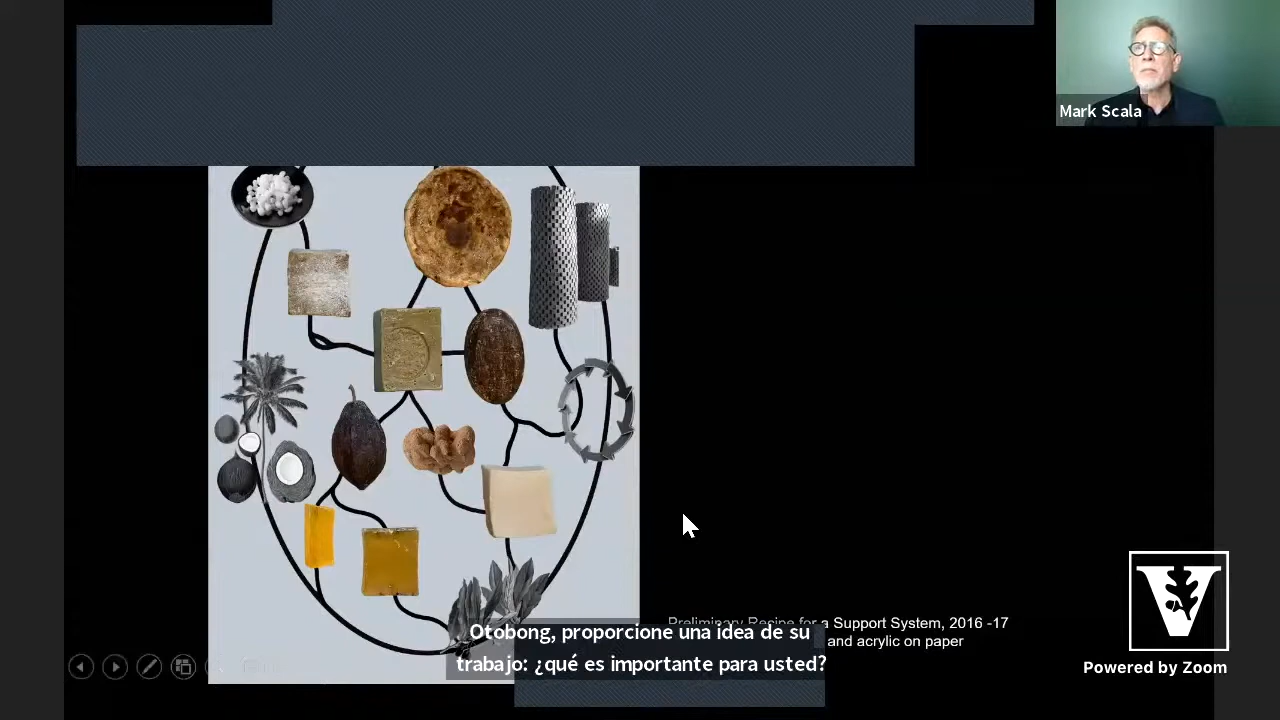 Mark Scala
Preliminary Recipe for a Support System, 2016 -17
and acrylic on paper
Otobong, proporcione una idea de su
trabajo: ¿qué es importante para usted?
V
Powered by Zoom